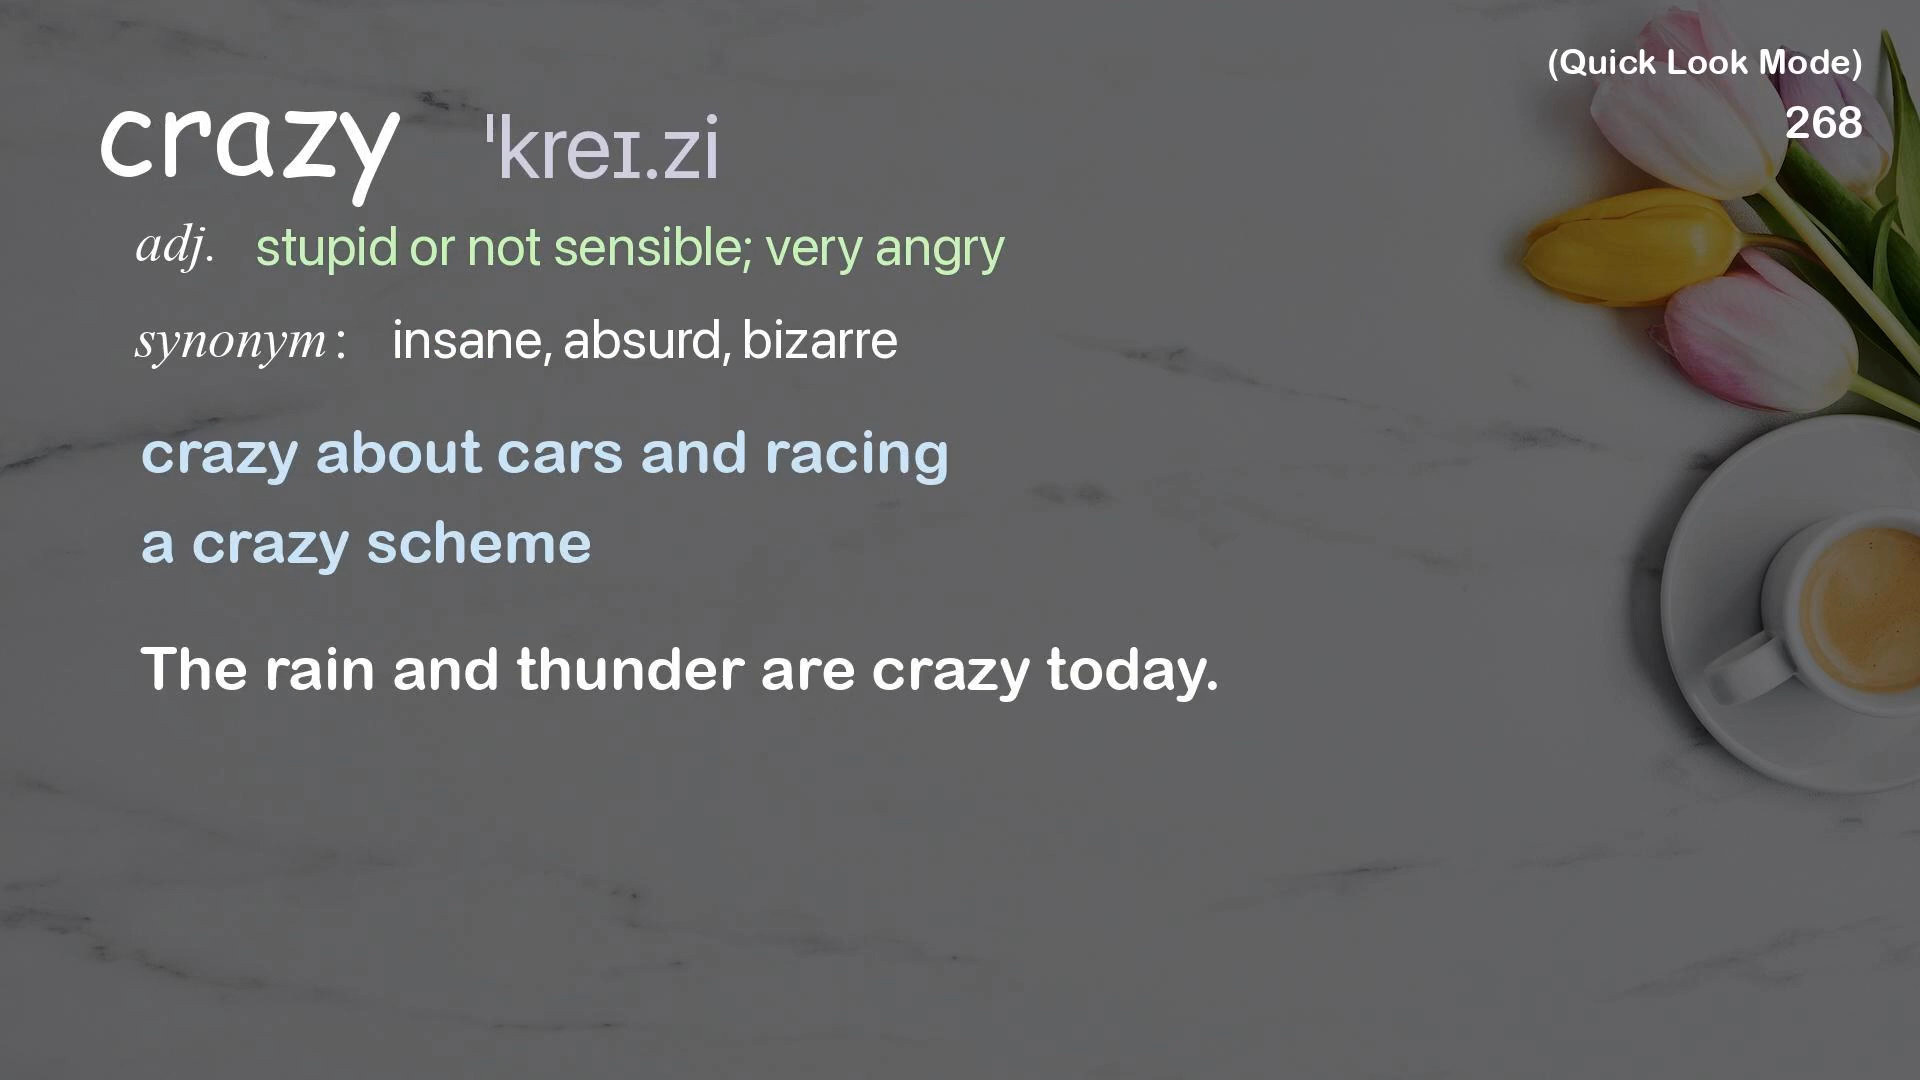 (Quick Look Mode)
268
crazy ˈkreɪ.zi
adj. stupid or not sensible; very angry
synonym: insane, absurd, bizarre
crazy about cars and racing
a crazy scheme
The rain and thunder are crazy today.